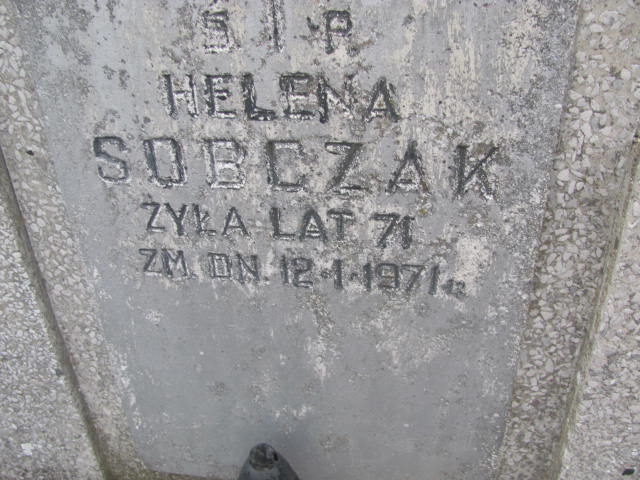 Ś I P
HELENA
SOBCZAK
ŻYŁA LAT 71
ZM. DN. 12.1.1971 r.